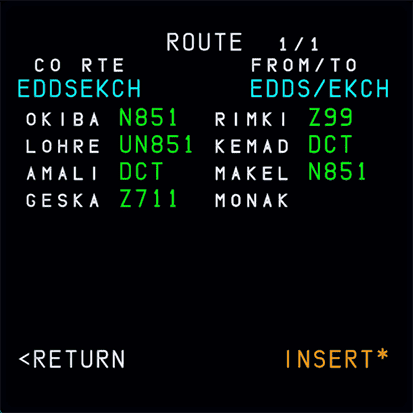 ROUTE 1/1
CO RTE FROM/TO
EDDSEKCH EDDS/EKCH
OKIBA N851 RIMKI Z99
LOHRE UN851 KEMAD DCT
AMALI DCT MAKEL N851
GESKA Z711 MONAK
<RETURN INSERT*